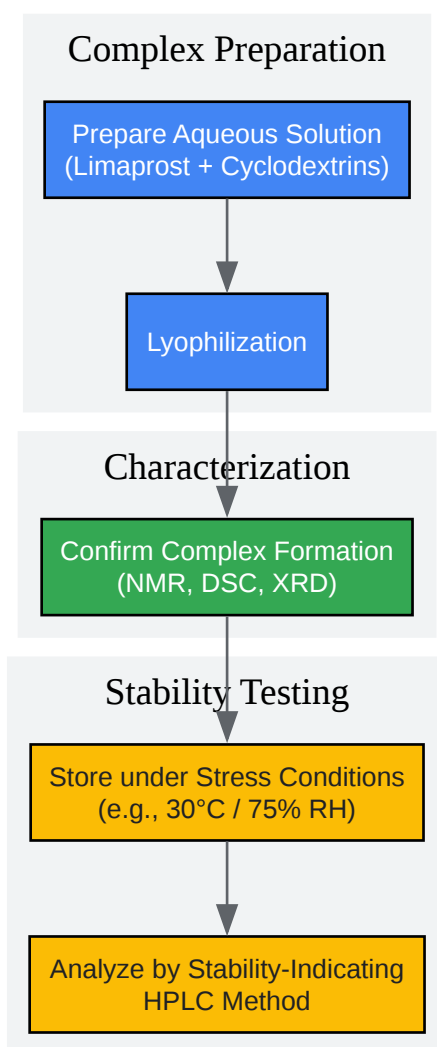 Complex Preparation
Prepare Aqueous Solution
(Limaprost + Cyclodextrins)
Lyophilization
Characterization
Confirm Complex Formation
(NMR, DSC, XRD)
Stability Testing
Store under Stress Conditions
(e.g., 30°C / 75% RH)
Analyze by Stability-Indicating
HPLC Method